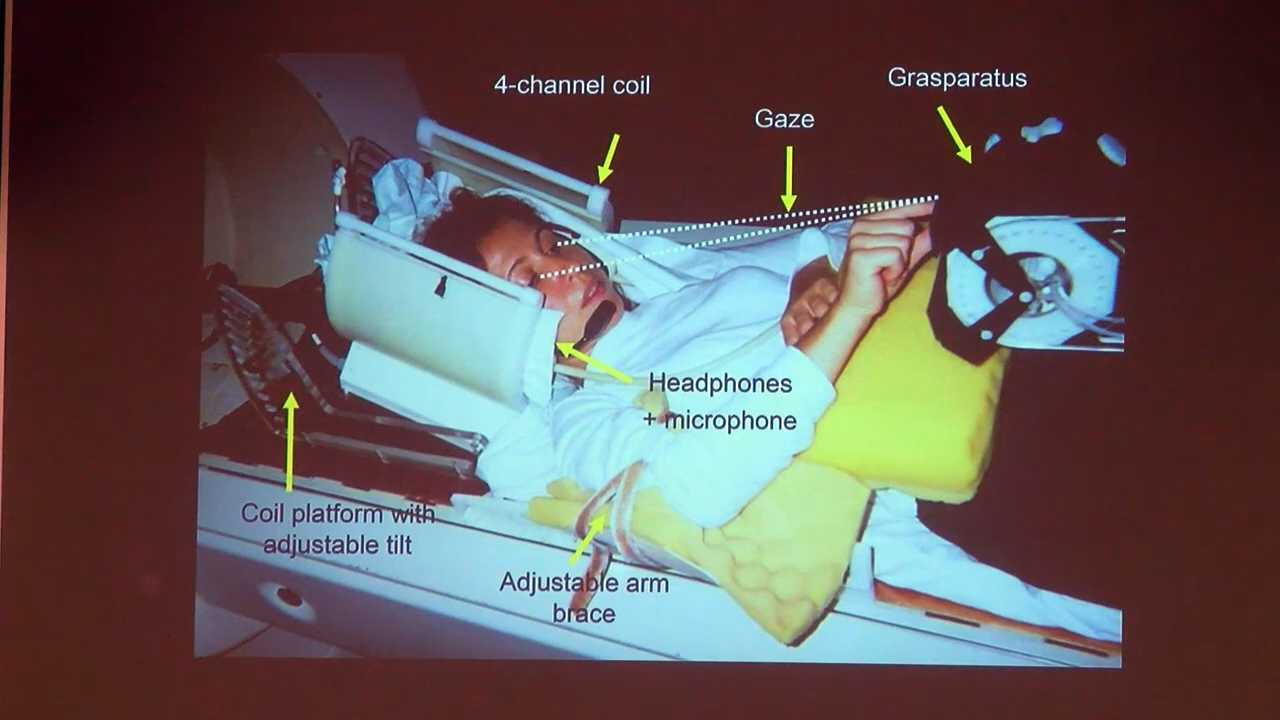 4-channel coil
Grasparatus
Gaze
Headphones
+ microphone
Coil platform with
adjustable tilt
Adjustable arm
brace